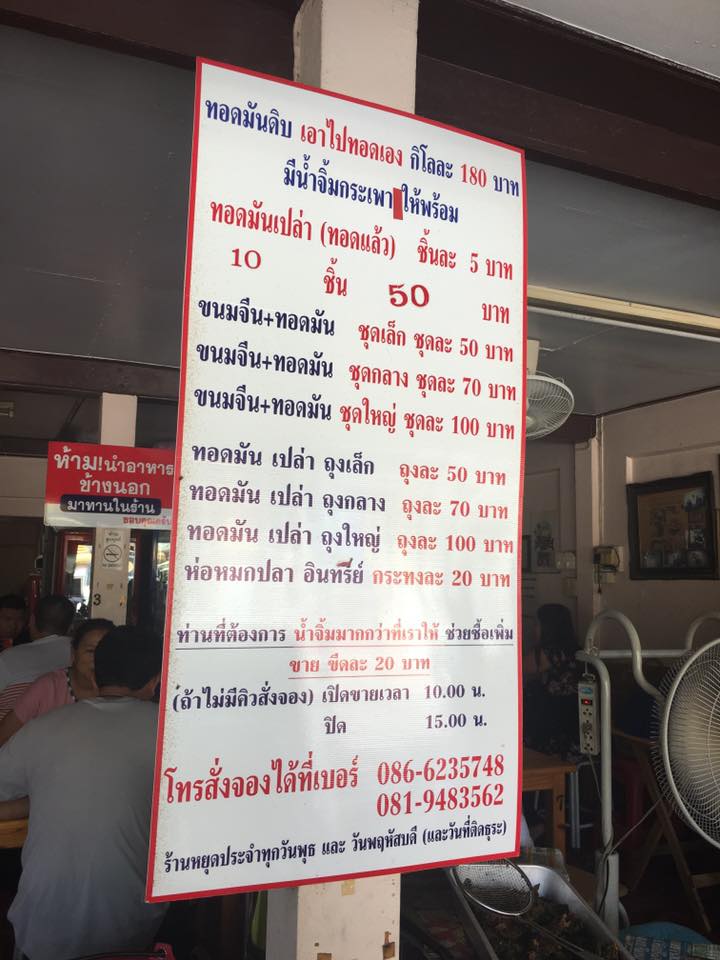 ทอดมันดิบ เอาไปทอดเอง กิโลละ 180 บาท
มีน้ำจิ้มกระเพา ให้พร้อม
ทอดมันเปล่า (ทอดแล้ว) ชิ้นละ 5 บาท
10 ชิ้น 50 บาท
ขนมจีน+ทอดมัน ชุดเล็ก ชุดละ 50 บาท
ขนมจีน+ทอดมัน ชุดกลาง ชุดละ 70 บาท
ขนมจีน+ทอดมัน ชุดใหญ่ ชุดละ 100 บาท
ทอดมัน เปล่า ถุงเล็ก ถุงละ 50 บาท
ทอดมัน เปล่า ถุงกลาง ถุงละ 70 บาท
ทอดมัน เปล่า ถุงใหญ่ ถุงละ 100 บาท
ห่อหมกปลา อินทรีย์ กระทงละ 20 บาท
ท่านที่ต้องการ น้ำจิ้มมากกว่าที่เราให้ ช่วยซื้อเพิ่ม
ขาย ขีดละ 20 บาท
(ถ้าไม่มีคิวสั่งจอง) เปิดขายเวลา 10.00 น.
ปิด 15.00 น.
โทรสั่งจองได้ที่เบอร์ 086-6235748
081-9483562
ร้านหยุดประจำทุกวันพุธ และ วันพฤหัสบดี (และวันที่ติดธุระ)
ห้าม!นำอาหาร
ข้างนอก
มาทานในร้าน
ขอบคุณครับ
3